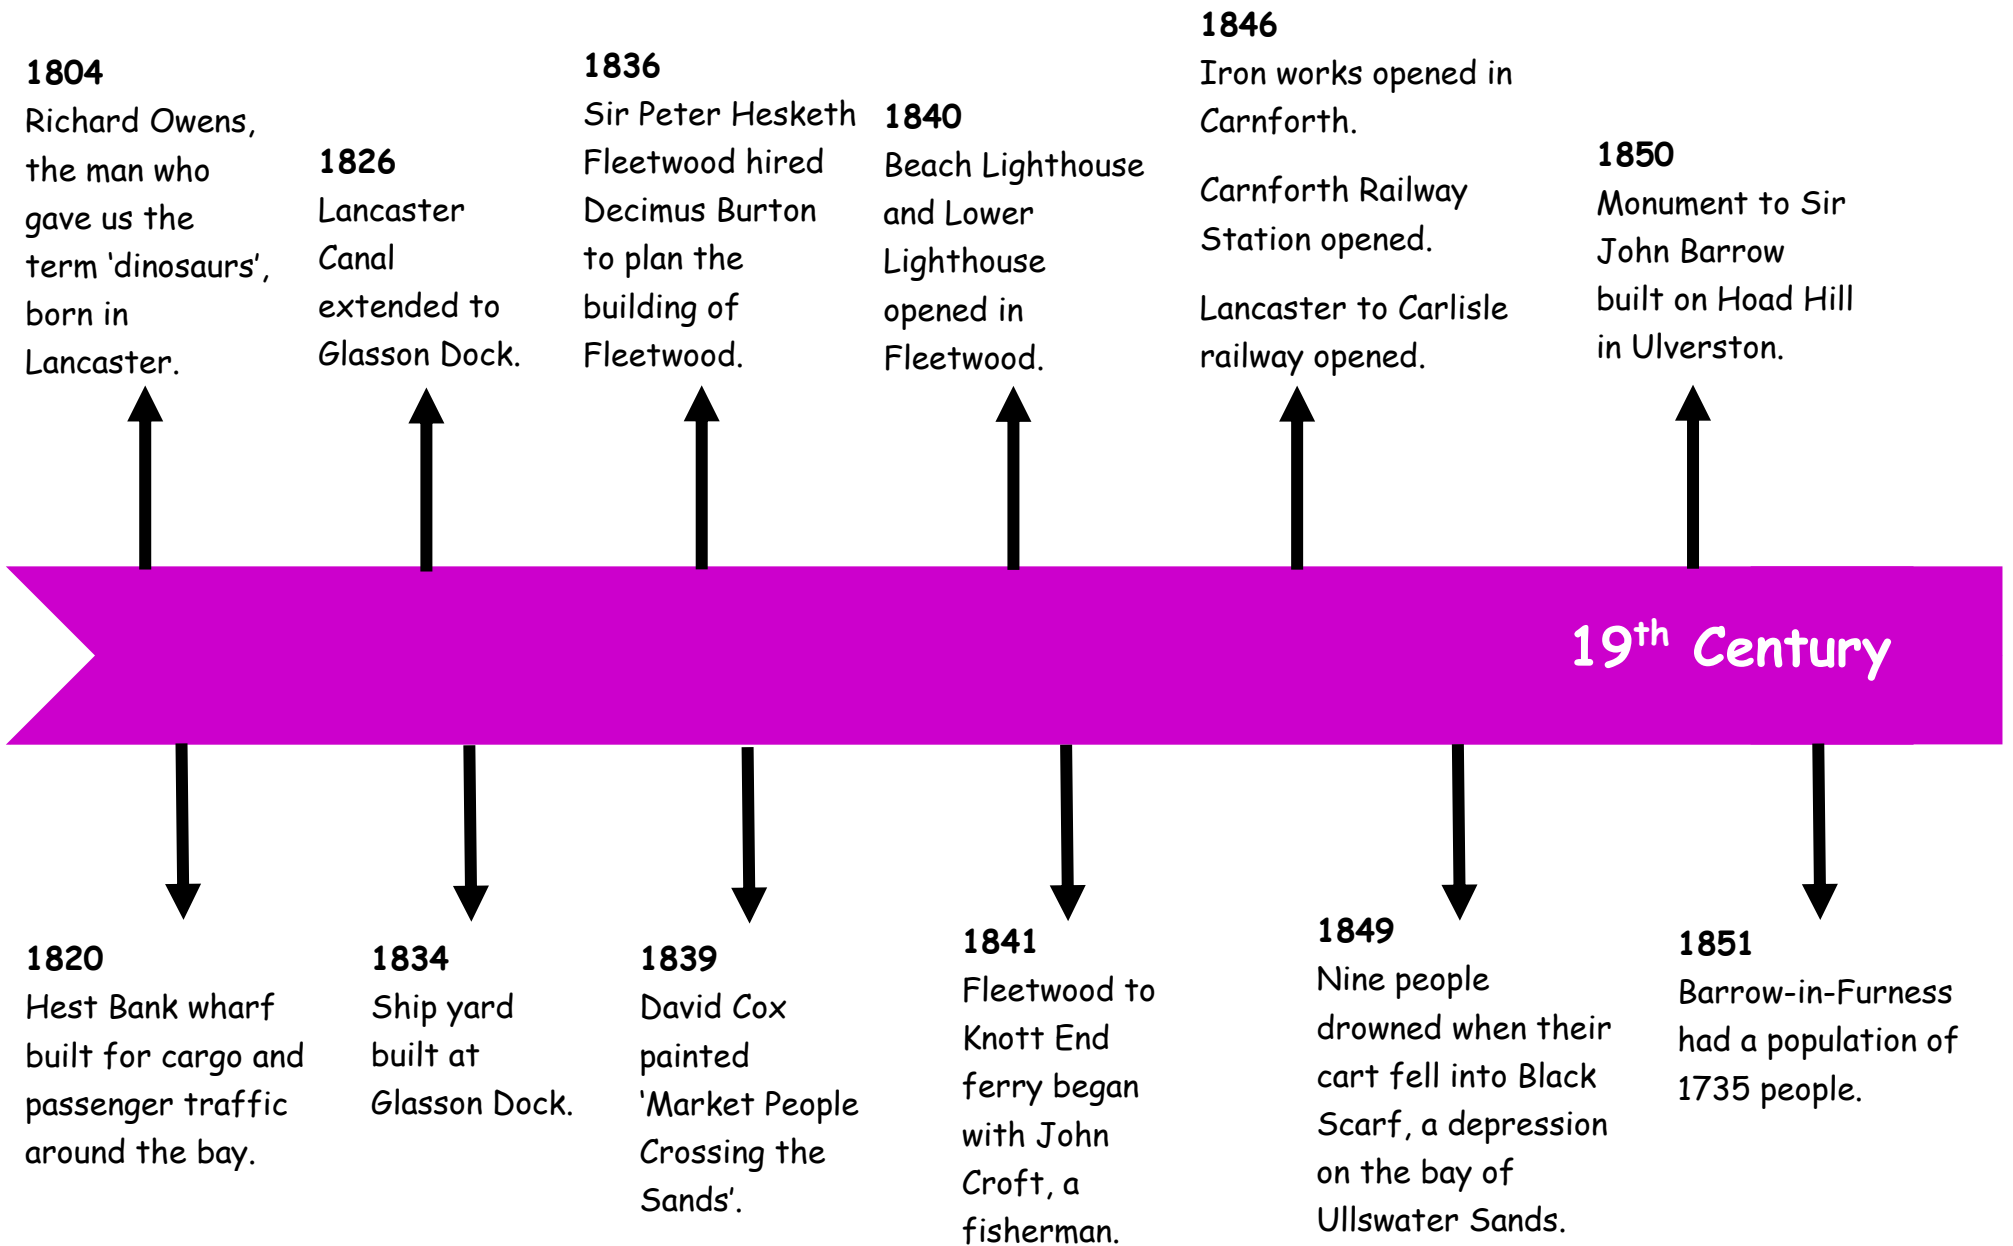 1804
Richard Owens,
the man who
gave us the
term ‘dinosaurs’,
born in
Lancaster.
1826
Lancaster
Canal
extended to
Glasson Dock.
1836
Sir Peter Hesketh
Fleetwood hired
Decimus Burton
to plan the
building of
Fleetwood.
1840
Beach Lighthouse
and Lower
Lighthouse
opened in
Fleetwood.
1846
Iron works opened in
Carnforth.
Carnforth Railway
Station opened.
Lancaster to Carlisle
railway opened.
1850
Monument to Sir
John Barrow
built on Hoad Hill
in Ulverston.
19th Century
1820
Hest Bank wharf
built for cargo and
passenger traffic
around the bay.
1834
Ship yard
built at
Glasson Dock.
1839
David Cox
painted
‘Market People
Crossing the
Sands’.
1841
Fleetwood to
Knott End
ferry began
with John
Croft, a
fisherman.
1849
Nine people
drowned when their
cart fell into Black
Scarf, a depression
on the bay of
Ullswater Sands.
1851
Barrow-in-Furness
had a population of
1735 people.